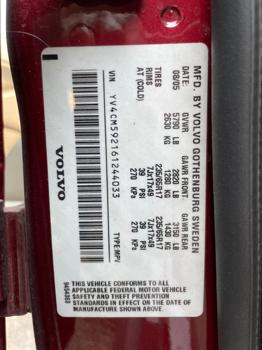 VOLVO
MFD. BY VOLVO GOTHENBURG SWEDEN
08/05 GVWR GAWR FRONT GAWR REAR
DATE: 5790 LB 2820 LB 3150 LB
2630 KG 1280 KG 1430 KG
TIRES 235/65R17 235/65R17
RIMS 7Jx17x49 7Jx17x49
AT (COLD) 39 PSI 39 PSI
270 KPa 270 KPa
VIN YV4CM592161244033 TYPE:MPV
THIS VEHICLE CONFORMS TO ALL
APPLICABLE FEDERAL MOTOR VEHICLE
SAFETY AND THEFT PREVENTION
STANDARDS IN EFFECT ON THE DATE OF
MANUFACTURE SHOWN ABOVE